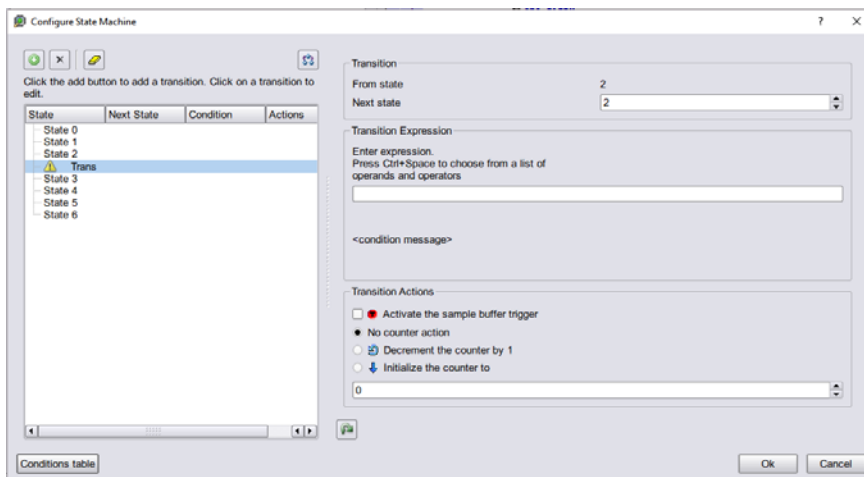 Configure State Machine
Click the add button to add a transition. Click on a transition to
edit.
State Next State Condition Actions
State 0
State 1
State 2
Trans
State 3
State 4
State 5
State 6
Conditions table
Transition
From state 2
Next state 2
Transition Expression
Enter expression.
Press Ctrl+Space to choose from a list of
operands and operators
<condition message>
Transition Actions
Activate the sample buffer trigger
No counter action
Decrement the counter by 1
Initialize the counter to
0
Ok Cancel